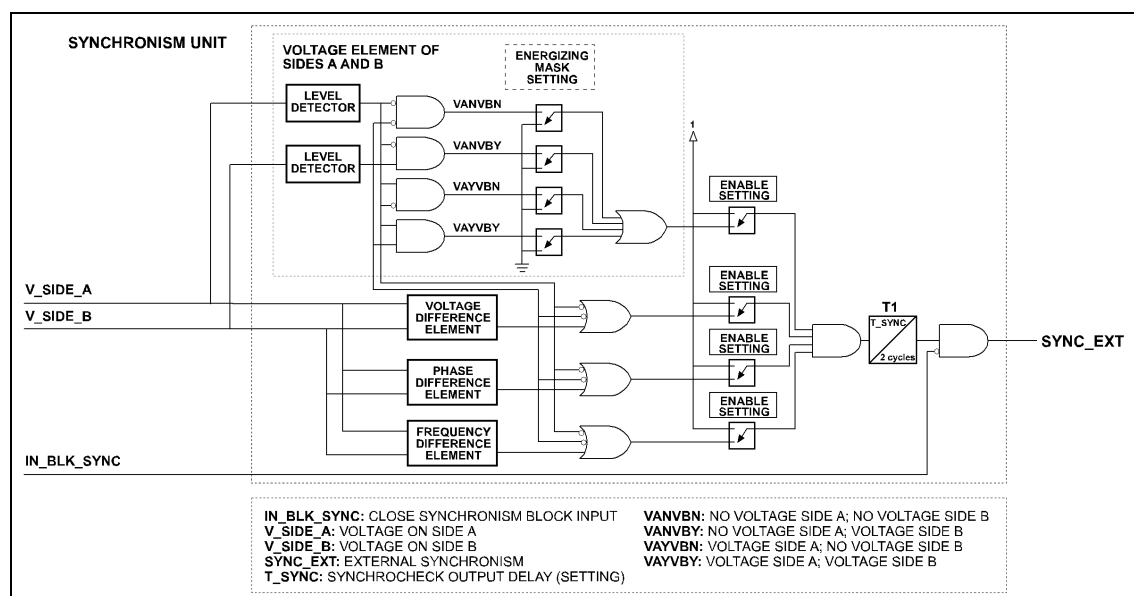 SYNCHRONISM UNIT
VOLTAGE ELEMENT OF
SIDES A AND B
ENERGIZING
MASK
SETTING
LEVEL
DETECTOR
VANVBN
LEVEL
DETECTOR
VANVBY
VAYVBN
VAYVBY
1
ENABLE
SETTING
V_SIDE_A
V_SIDE_B
VOLTAGE
DIFFERENCE
ELEMENT
ENABLE
SETTING
T1
T_SYNC
2 cycles
SYNC_EXT
PHASE
DIFFERENCE
ELEMENT
ENABLE
SETTING
FREQUENCY
DIFFERENCE
ELEMENT
ENABLE
SETTING
IN_BLK_SYNC
IN_BLK_SYNC: CLOSE SYNCHRONISM BLOCK INPUT
V_SIDE_A: VOLTAGE ON SIDE A
V_SIDE_B: VOLTAGE ON SIDE B
SYNC_EXT: EXTERNAL SYNCHRONISM
T_SYNC: SYNCHROCHECK OUTPUT DELAY (SETTING)
VANVBN: NO VOLTAGE SIDE A; NO VOLTAGE SIDE B
VANVBY: NO VOLTAGE SIDE A; VOLTAGE SIDE B
VAYVBN: VOLTAGE SIDE A; NO VOLTAGE SIDE B
VAYVBY: VOLTAGE SIDE A; VOLTAGE SIDE B